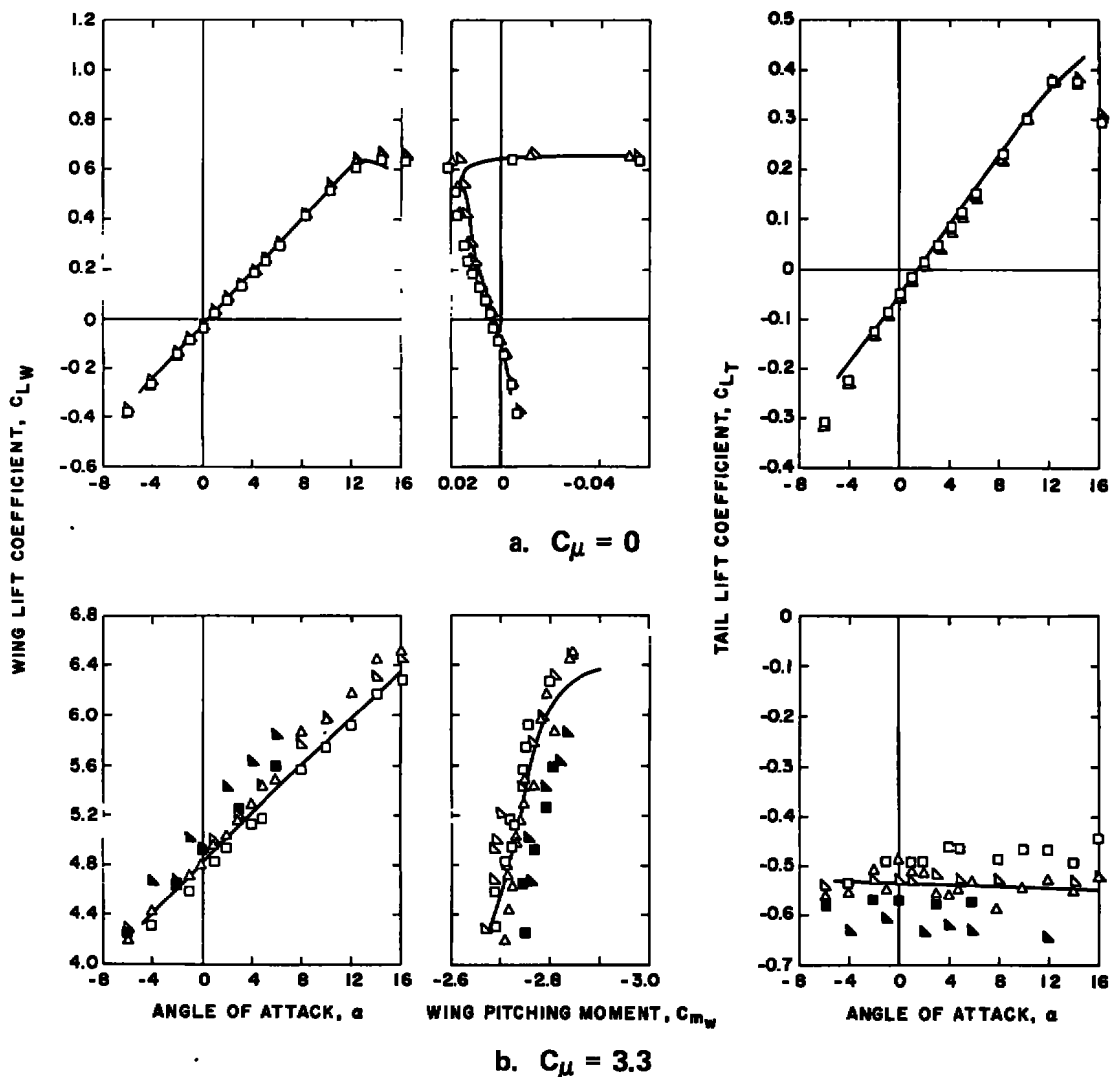 WING LIFT COEFFICIENT, C_LW
1.2
1.0
0.8
0.6
0.4
0.2
0
-0.2
-0.4
-0.6
-8 -4 0 4 8 12 16
0.02 0 -0.04
TAIL LIFT COEFFICIENT, C_LT
0.5
0.4
0.3
0.2
0.1
0
-0.1
-0.2
-0.3
-0.4
-8 -4 0 4 8 12 16
a. Cμ = 0
6.8
6.4
6.0
5.6
5.2
4.8
4.4
4.0
-8 -4 0 4 8 12 16
ANGLE OF ATTACK, α
-2.6 -2.8 -3.0
WING PITCHING MOMENT, C_mW
0
-0.1
-0.2
-0.3
-0.4
-0.5
-0.6
-0.7
-8 -4 0 4 8 12 16
ANGLE OF ATTACK, α
b. Cμ = 3.3